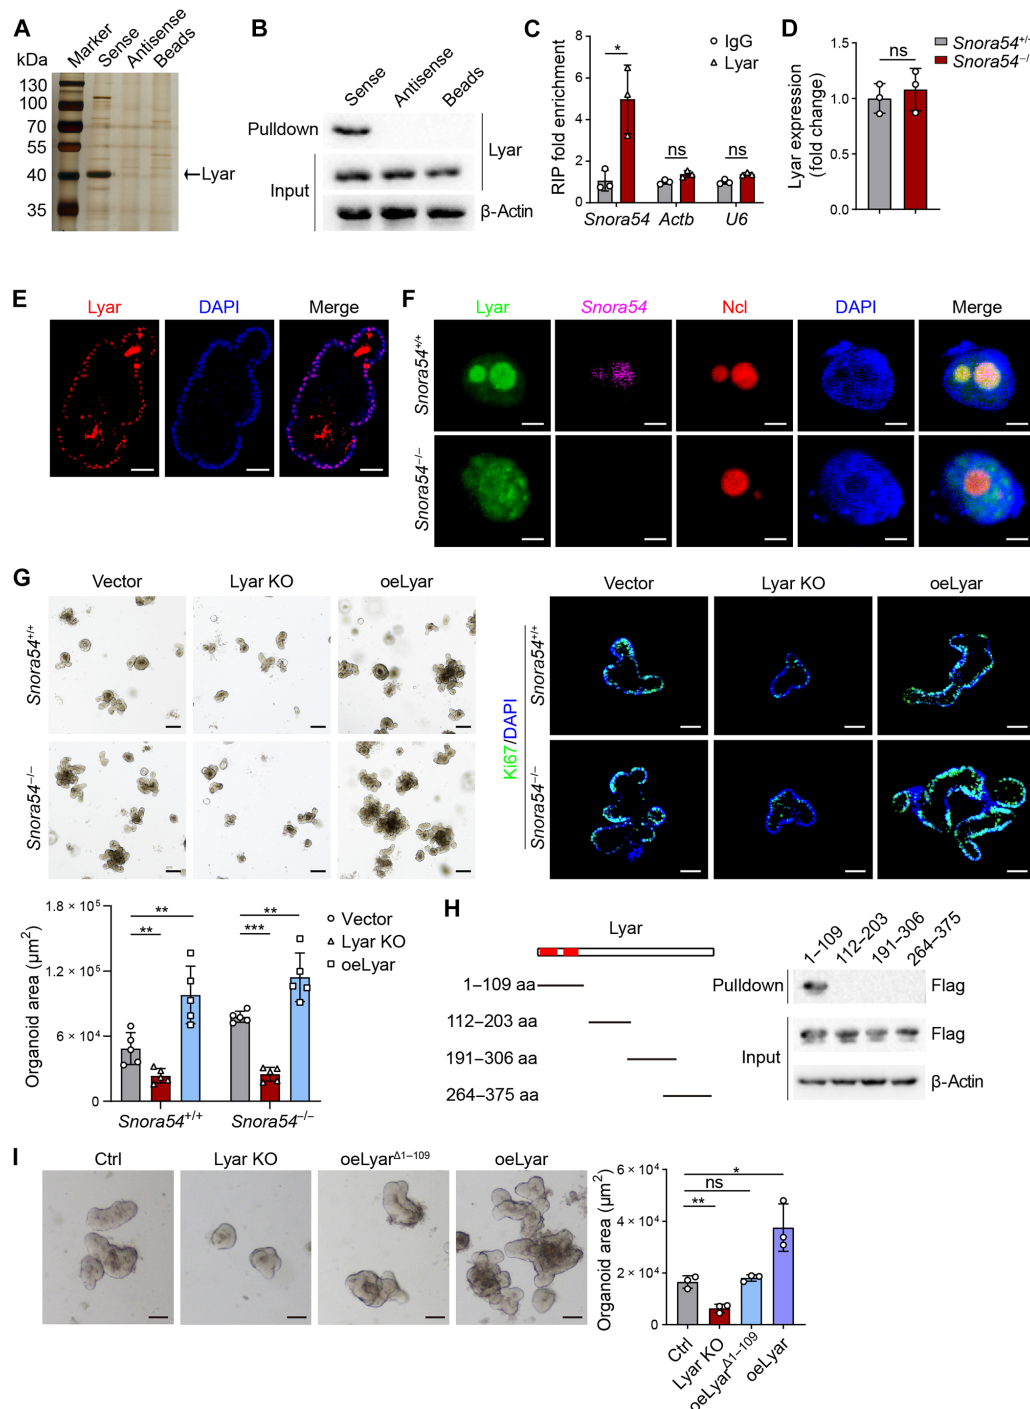 A
kDa
Marker
Sense
Antisense
Beads
130
100
70
55
40
35
Lyar
B
Sense
Antisense
Beads
Pulldown
Input
Lyar
β-Actin
C
RIP fold enrichment
8
6
4
2
0
*
ns
ns
IgG
Lyar
Snora54
Actb
U6
D
Lyar expression
(fold change)
1.5
1.0
0.5
0.0
ns
Snora54+/+
Snora54−/−
E
Lyar
DAPI
Merge
F
Lyar
Snora54
Ncl
DAPI
Merge
Snora54+/+
Snora54−/−
G
Vector
Lyar KO
oeLyar
Snora54+/+
Snora54−/−
Vector
Lyar KO
oeLyar
Ki67/DAPI
Snora54+/+
Snora54−/−
Organoid area (μm²)
1.8 × 10⁵
1.2 × 10⁵
6 × 10⁴
0
**
**
**
***
Vector
Lyar KO
oeLyar
Snora54+/+
Snora54−/−
H
Lyar
1–109 aa
112–203 aa
191–306 aa
264–375 aa
1–109
112–203
191–306
264–375
Pulldown
Flag
Input
Flag
β-Actin
I
Ctrl
Lyar KO
oeLyarΔ1–109
oeLyar
Organoid area (μm²)
6 × 10⁴
4 × 10⁴
2 × 10⁴
0
*
ns
**
Ctrl
Lyar KO
oeLyarΔ1–109
oeLyar